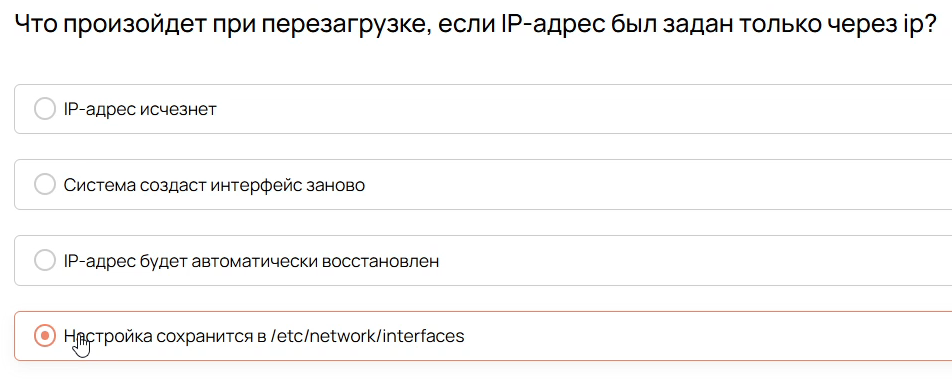 Что произойдет при перезагрузке, если IP-адрес был задан только через ip?
IP-адрес исчезнет
Система создаст интерфейс заново
IP-адрес будет автоматически восстановлен
Настройка сохранится в /etc/network/interfaces